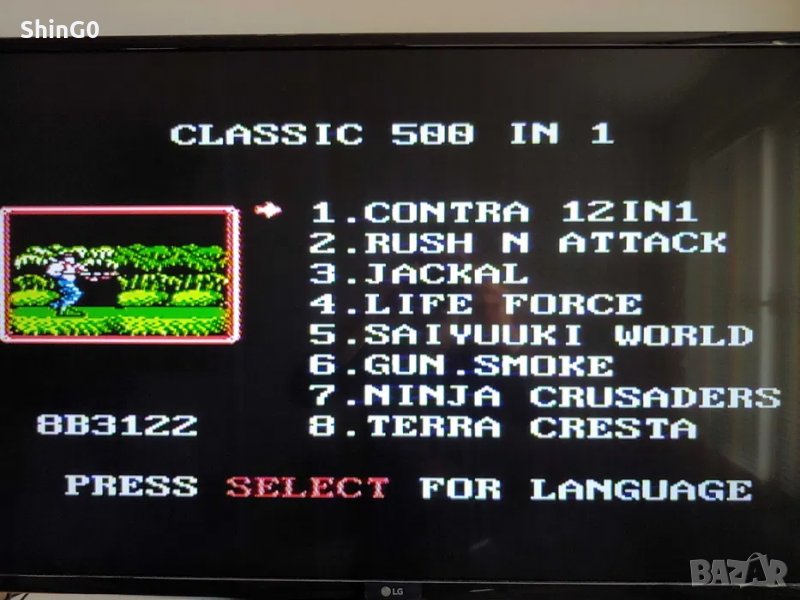 ShinG0
CLASSIC 500 IN 1
1.CONTRA 12IN1
2.RUSH N ATTACK
3.JACKAL
4.LIFE FORCE
5.SAIYUUKI WORLD
6.GUN.SMOKE
7.NINJA CRUSADERS
8B3122
8.TERRA CRESTA
PRESS SELECT FOR LANGUAGE
BAZAR
LG